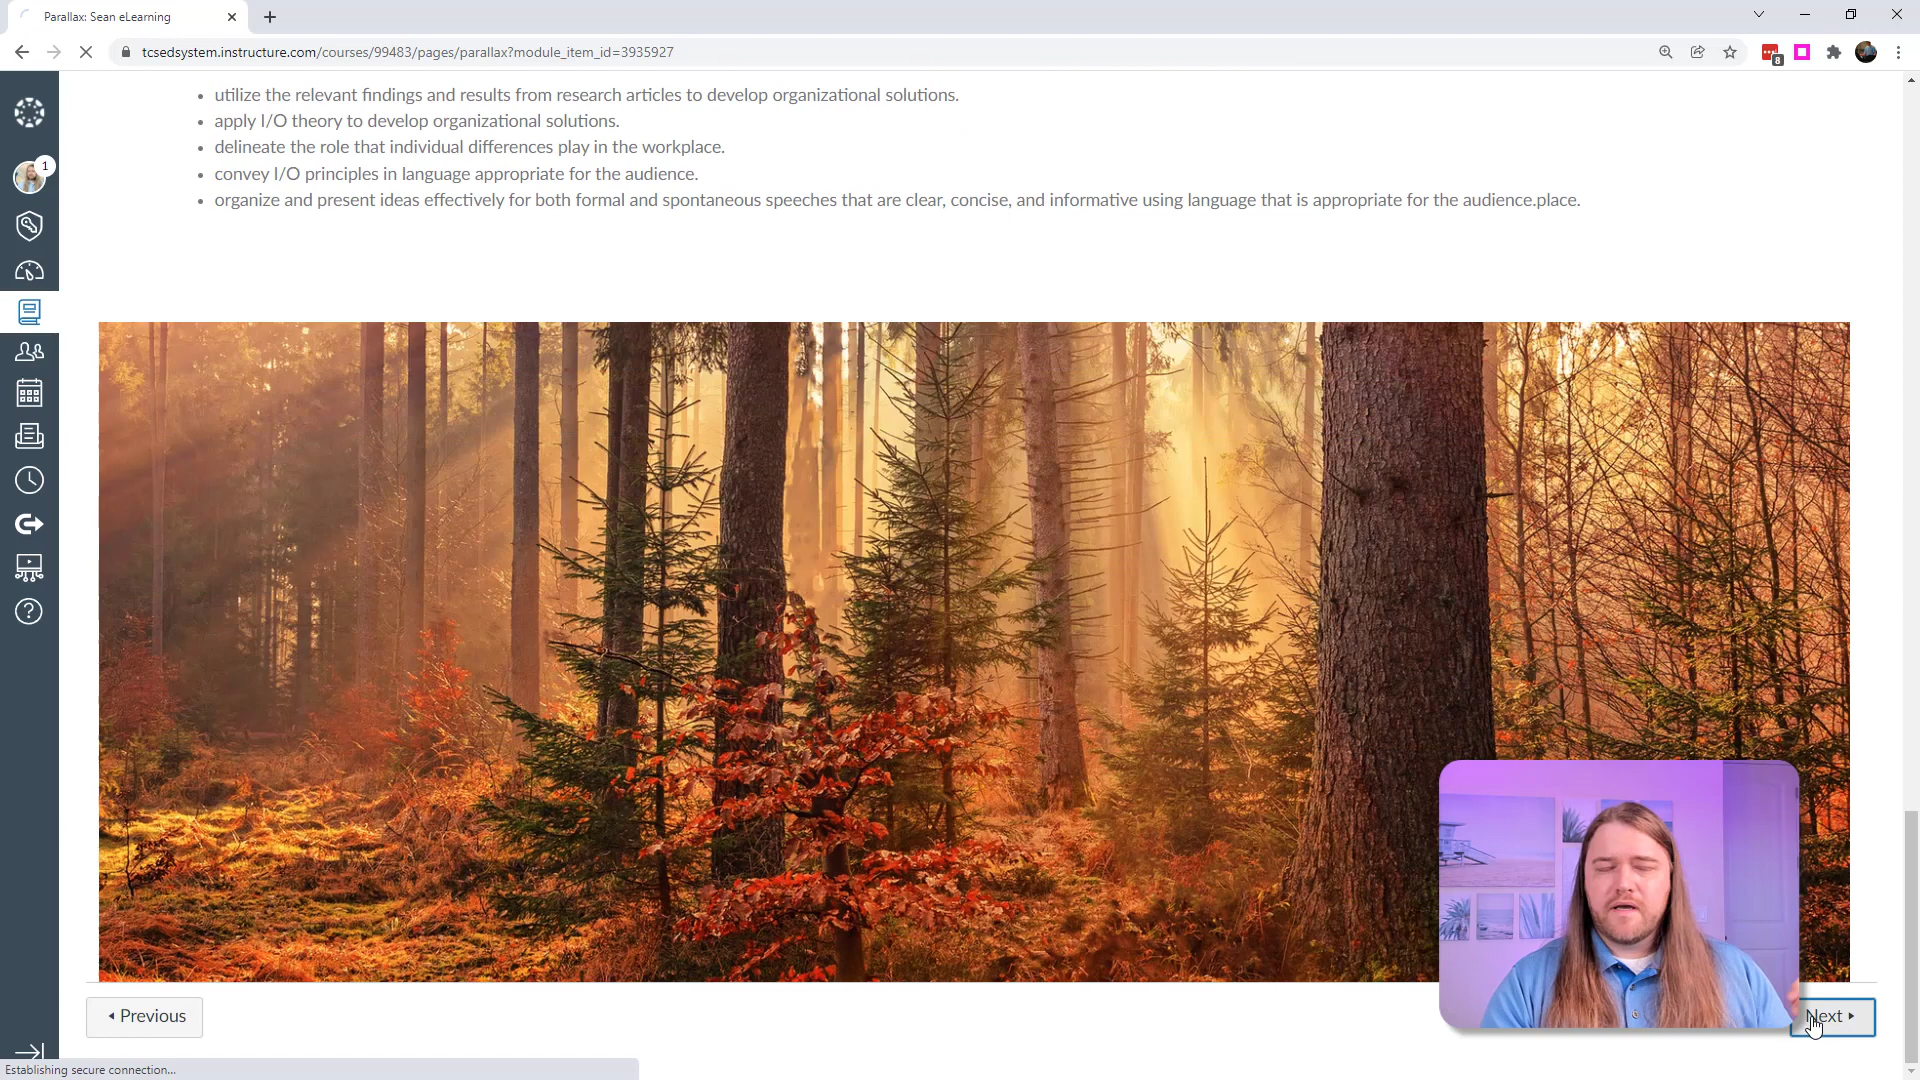 Parallax: Sean eLearning
tcsedsystem.instructure.com/courses/99483/pages/parallax?module_item_id=3935927
8
1
utilize the relevant findings and results from research articles to develop organizational solutions.
apply I/O theory to develop organizational solutions.
delineate the role that individual differences play in the workplace.
convey I/O principles in language appropriate for the audience.
organize and present ideas effectively for both formal and spontaneous speeches that are clear, concise, and informative using language that is appropriate for the audience.place.
Previous
Next
Establishing secure connection...